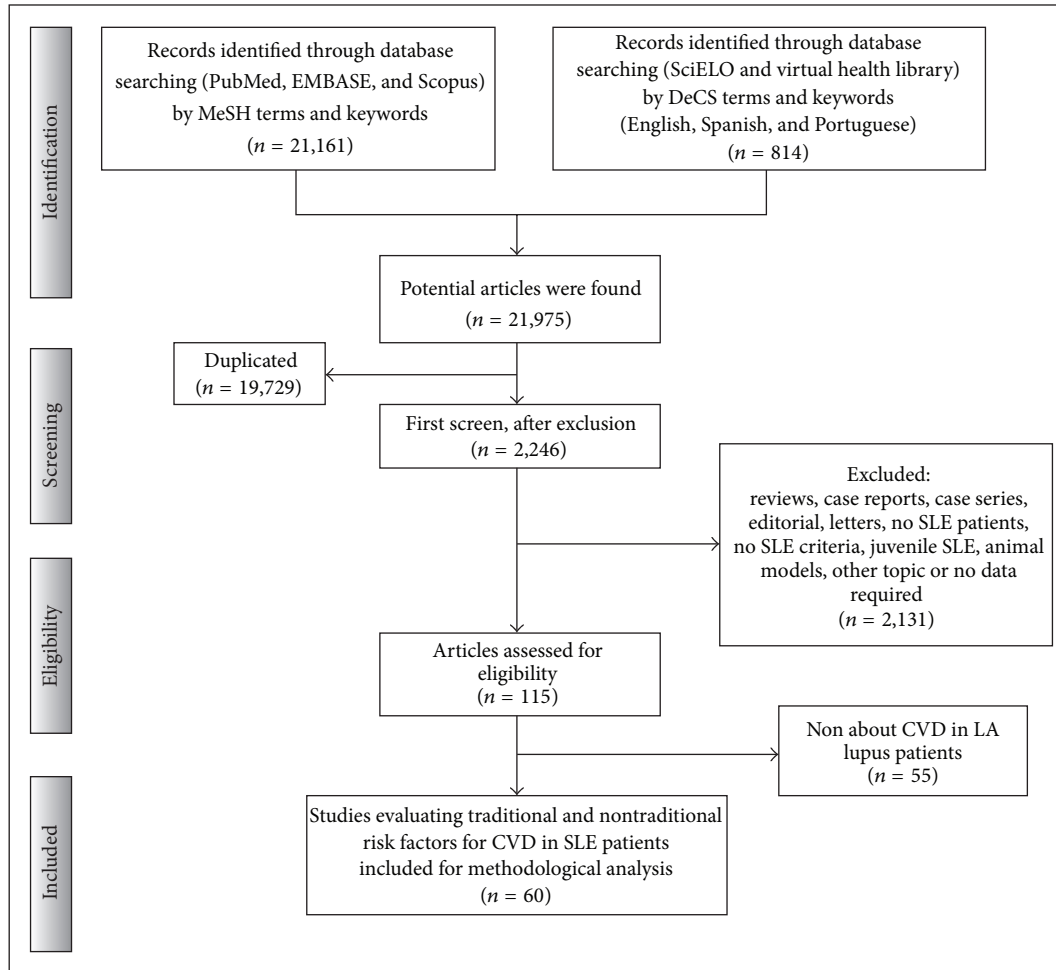 Identification
Records identified through database
searching (PubMed, EMBASE, and Scopus)
by MeSH terms and keywords
(n = 21,161)
Records identified through database
searching (SciELO and virtual health library)
by DeCS terms and keywords
(English, Spanish, and Portuguese)
(n = 814)
Potential articles were found
(n = 21,975)
Screening
Duplicated
(n = 19,729)
First screen, after exclusion
(n = 2,246)
Excluded:
reviews, case reports, case series,
editorial, letters, no SLE patients,
no SLE criteria, juvenile SLE, animal
models, other topic or no data
required
(n = 2,131)
Eligibility
Articles assessed for
eligibility
(n = 115)
Non about CVD in LA
lupus patients
(n = 55)
Included
Studies evaluating traditional and nontraditional
risk factors for CVD in SLE patients
included for methodological analysis
(n = 60)